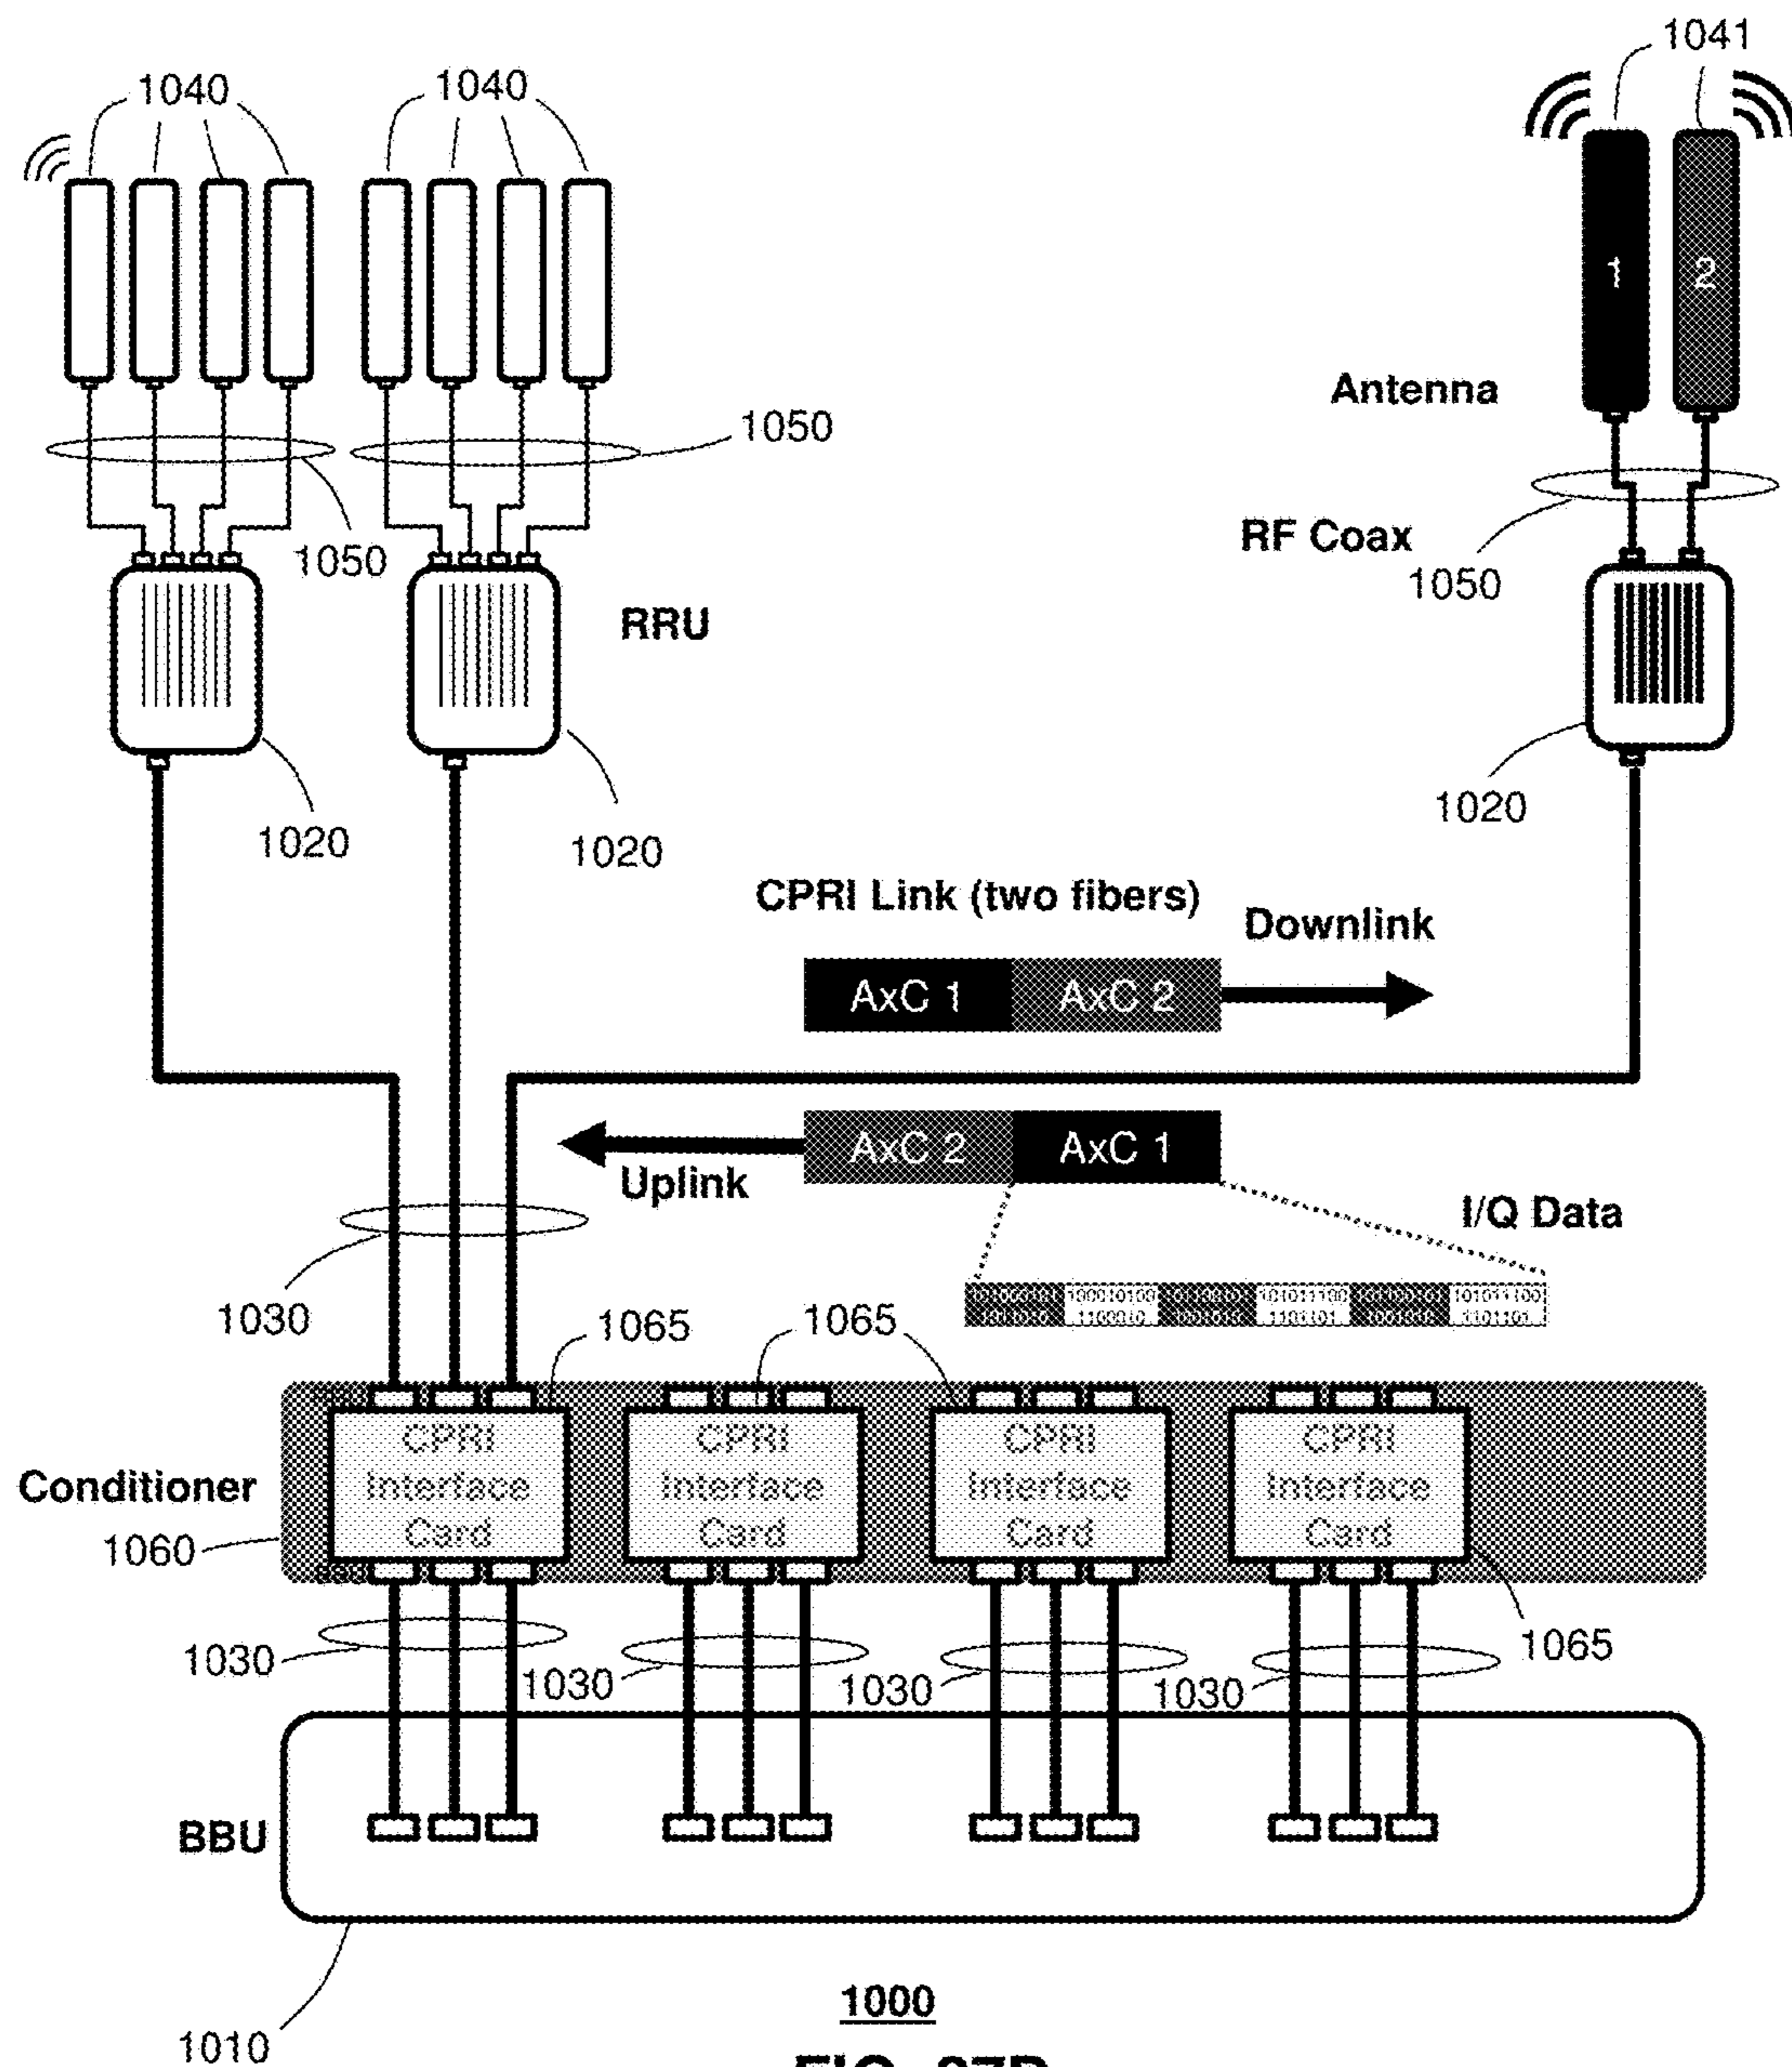 1041
1040
1040
1 2
Antenna
1050
RF Coax
1050
1050
RRU
1020
1020
1020
CPRI Link (two fibers)
Downlink
AxC 1 AxC 2
AxC 2 AxC 1
Uplink
I/Q Data
1030
1065
1065
CPRI
Interface
Card
CPRI
Interface
Card
CPRI
Interface
Card
CPRI
Interface
Card
Conditioner
1060
1065
1030
1030
1030
1030
BBU
1000
1010